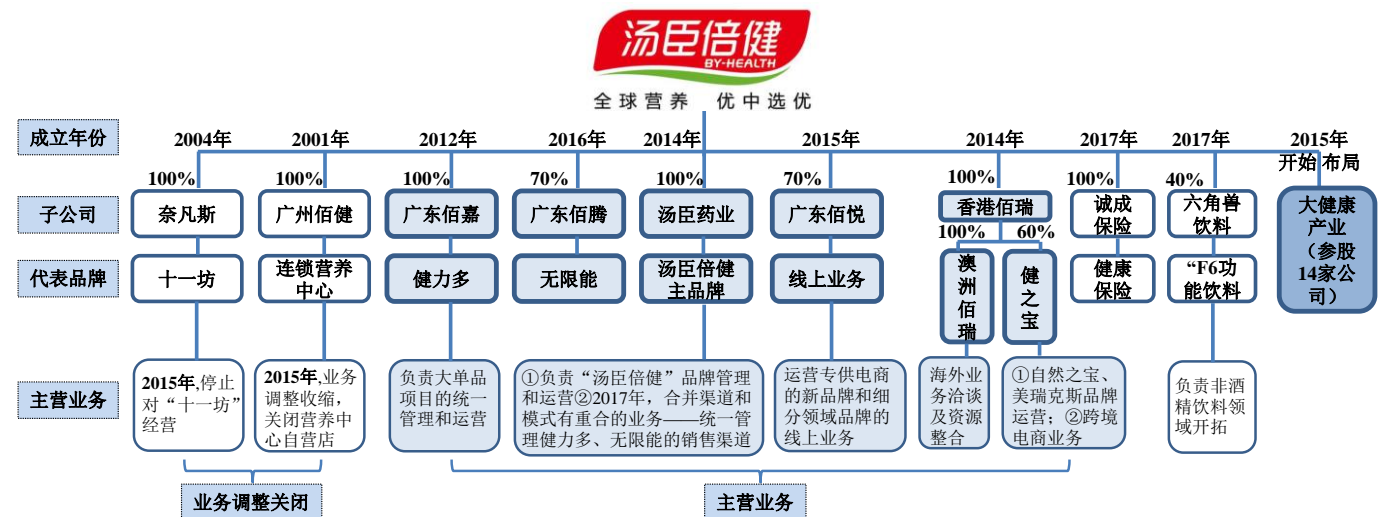 汤臣倍健
BY-HEALTH
全球营养 优中选优
成立年份
2004年
2001年
2012年
2016年
2014年
2015年
2014年
2017年
2017年
2015年
开始 布局
100%
100%
100%
70%
100%
70%
100%
100%
40%
子公司
奈凡斯
广州佰健
广东佰嘉
广东佰腾
汤臣药业
广东佰悦
香港佰瑞
诚成
保险
六角兽
饮料
大健康
产业
（参股
14家公
司）
100%
60%
代表品牌
十一坊
连锁营养
中心
健力多
无限能
汤臣倍健
主品牌
线上业务
澳
洲
佰
瑞
健
之
宝
健康
保险
“F6功
能饮料
主营业务
2015年,停止
对“十一坊”
经营
2015年,业务
调整收缩，
关闭营养中
心自营店
负责大单品
项目的统一
管理和运营
①负责“汤臣倍健”品牌管理
和运营②2017年，合并渠道和
模式有重合的业务——统一管
理健力多、无限能的销售渠道
运营专供电商
的新品牌和细
分领域品牌的
线上业务
海外业
务洽谈
及资源
整合
①自然之宝、
美瑞克斯品牌
运营；②跨境
电商业务
负责非酒
精饮料领
域开拓
业务调整关闭
主营业务